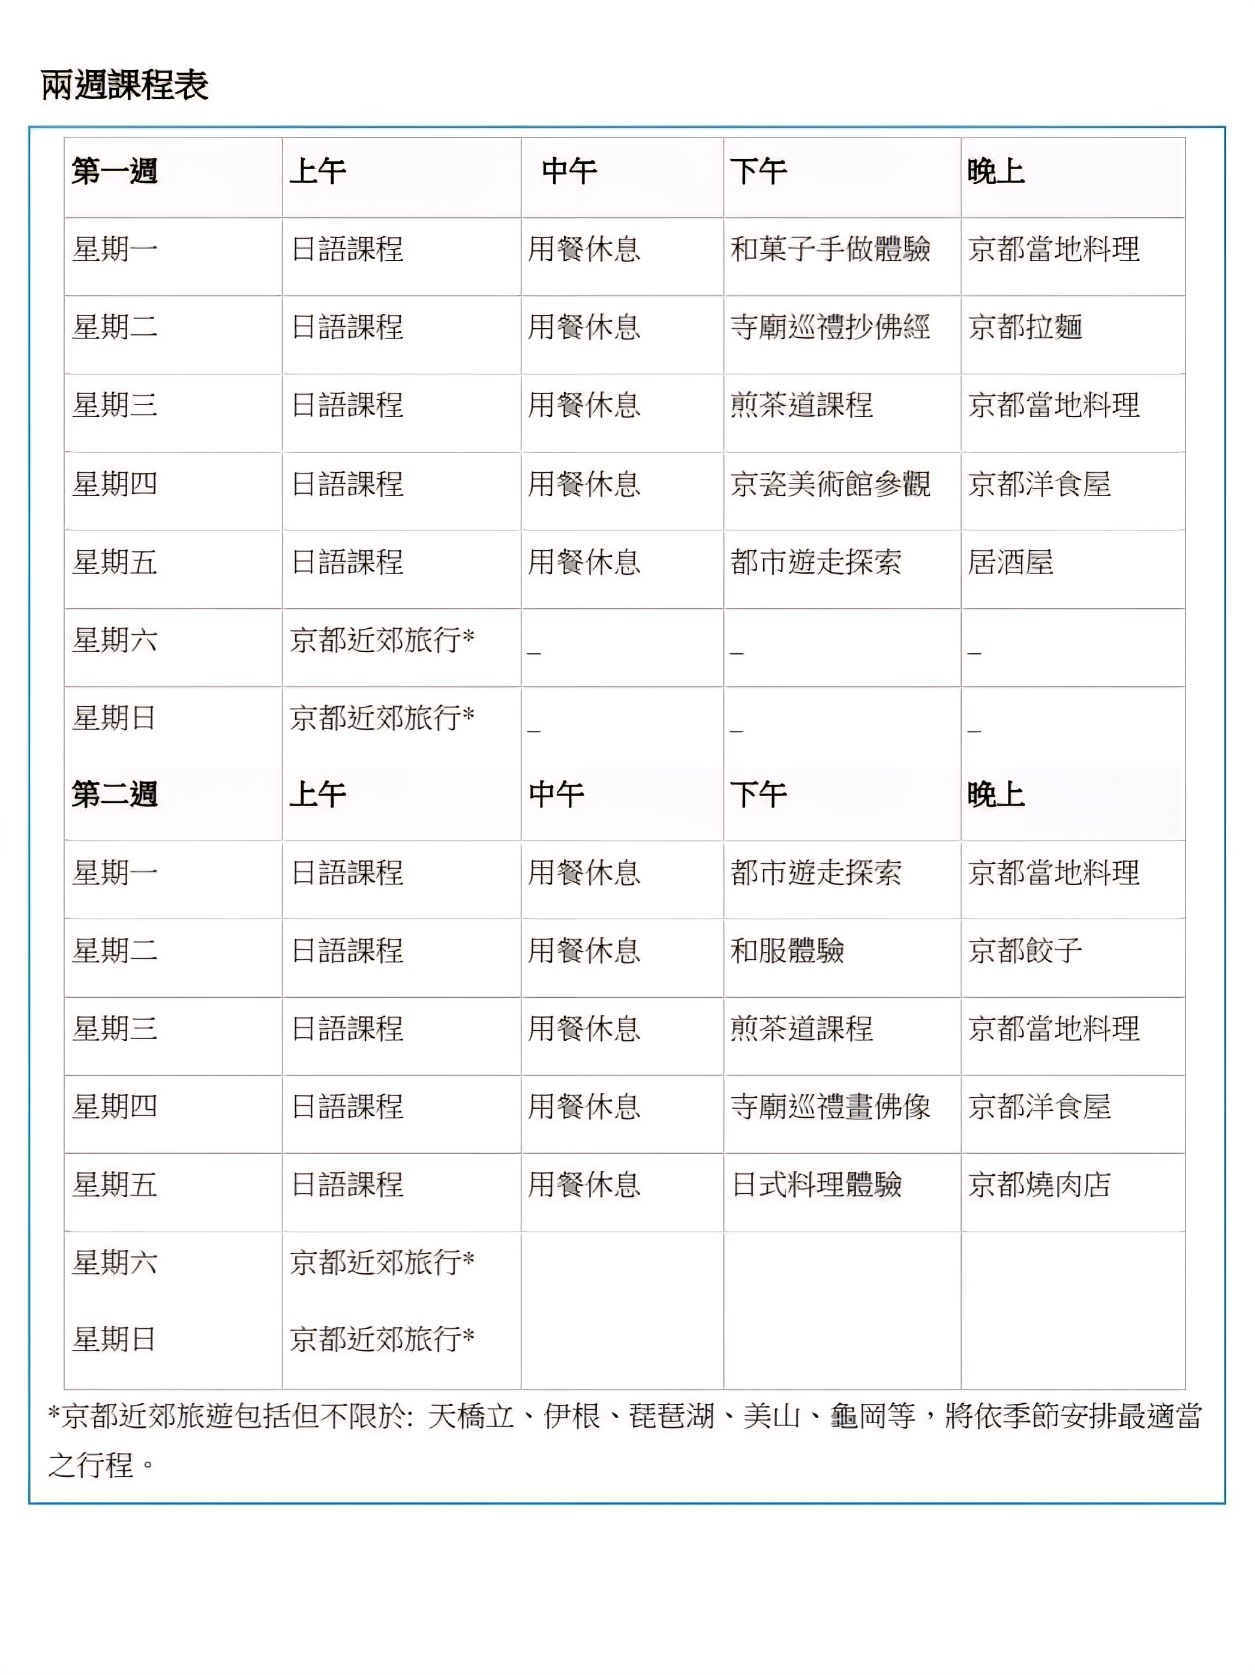 兩週課程表
第一週 上午 中午 下午 晚上
星期一 日語課程 用餐休息 和菓子手做體驗 京都當地料理
星期二 日語課程 用餐休息 寺廟巡禮抄佛經 京都拉麵
星期三 日語課程 用餐休息 煎茶道課程 京都當地料理
星期四 日語課程 用餐休息 京瓷美術館參觀 京都洋食屋
星期五 日語課程 用餐休息 都市遊走探索 居酒屋
星期六 京都近郊旅行* _ _ _
星期日 京都近郊旅行* _ _ _
第二週 上午 中午 下午 晚上
星期一 日語課程 用餐休息 都市遊走探索 京都當地料理
星期二 日語課程 用餐休息 和服體驗 京都餃子
星期三 日語課程 用餐休息 煎茶道課程 京都當地料理
星期四 日語課程 用餐休息 寺廟巡禮畫佛像 京都洋食屋
星期五 日語課程 用餐休息 日式料理體驗 京都燒肉店
星期六 京都近郊旅行*
星期日 京都近郊旅行*
*京都近郊旅遊包括但不限於: 天橋立、伊根、琵琶湖、美山、龜岡等，將依季節安排最適當
之行程。